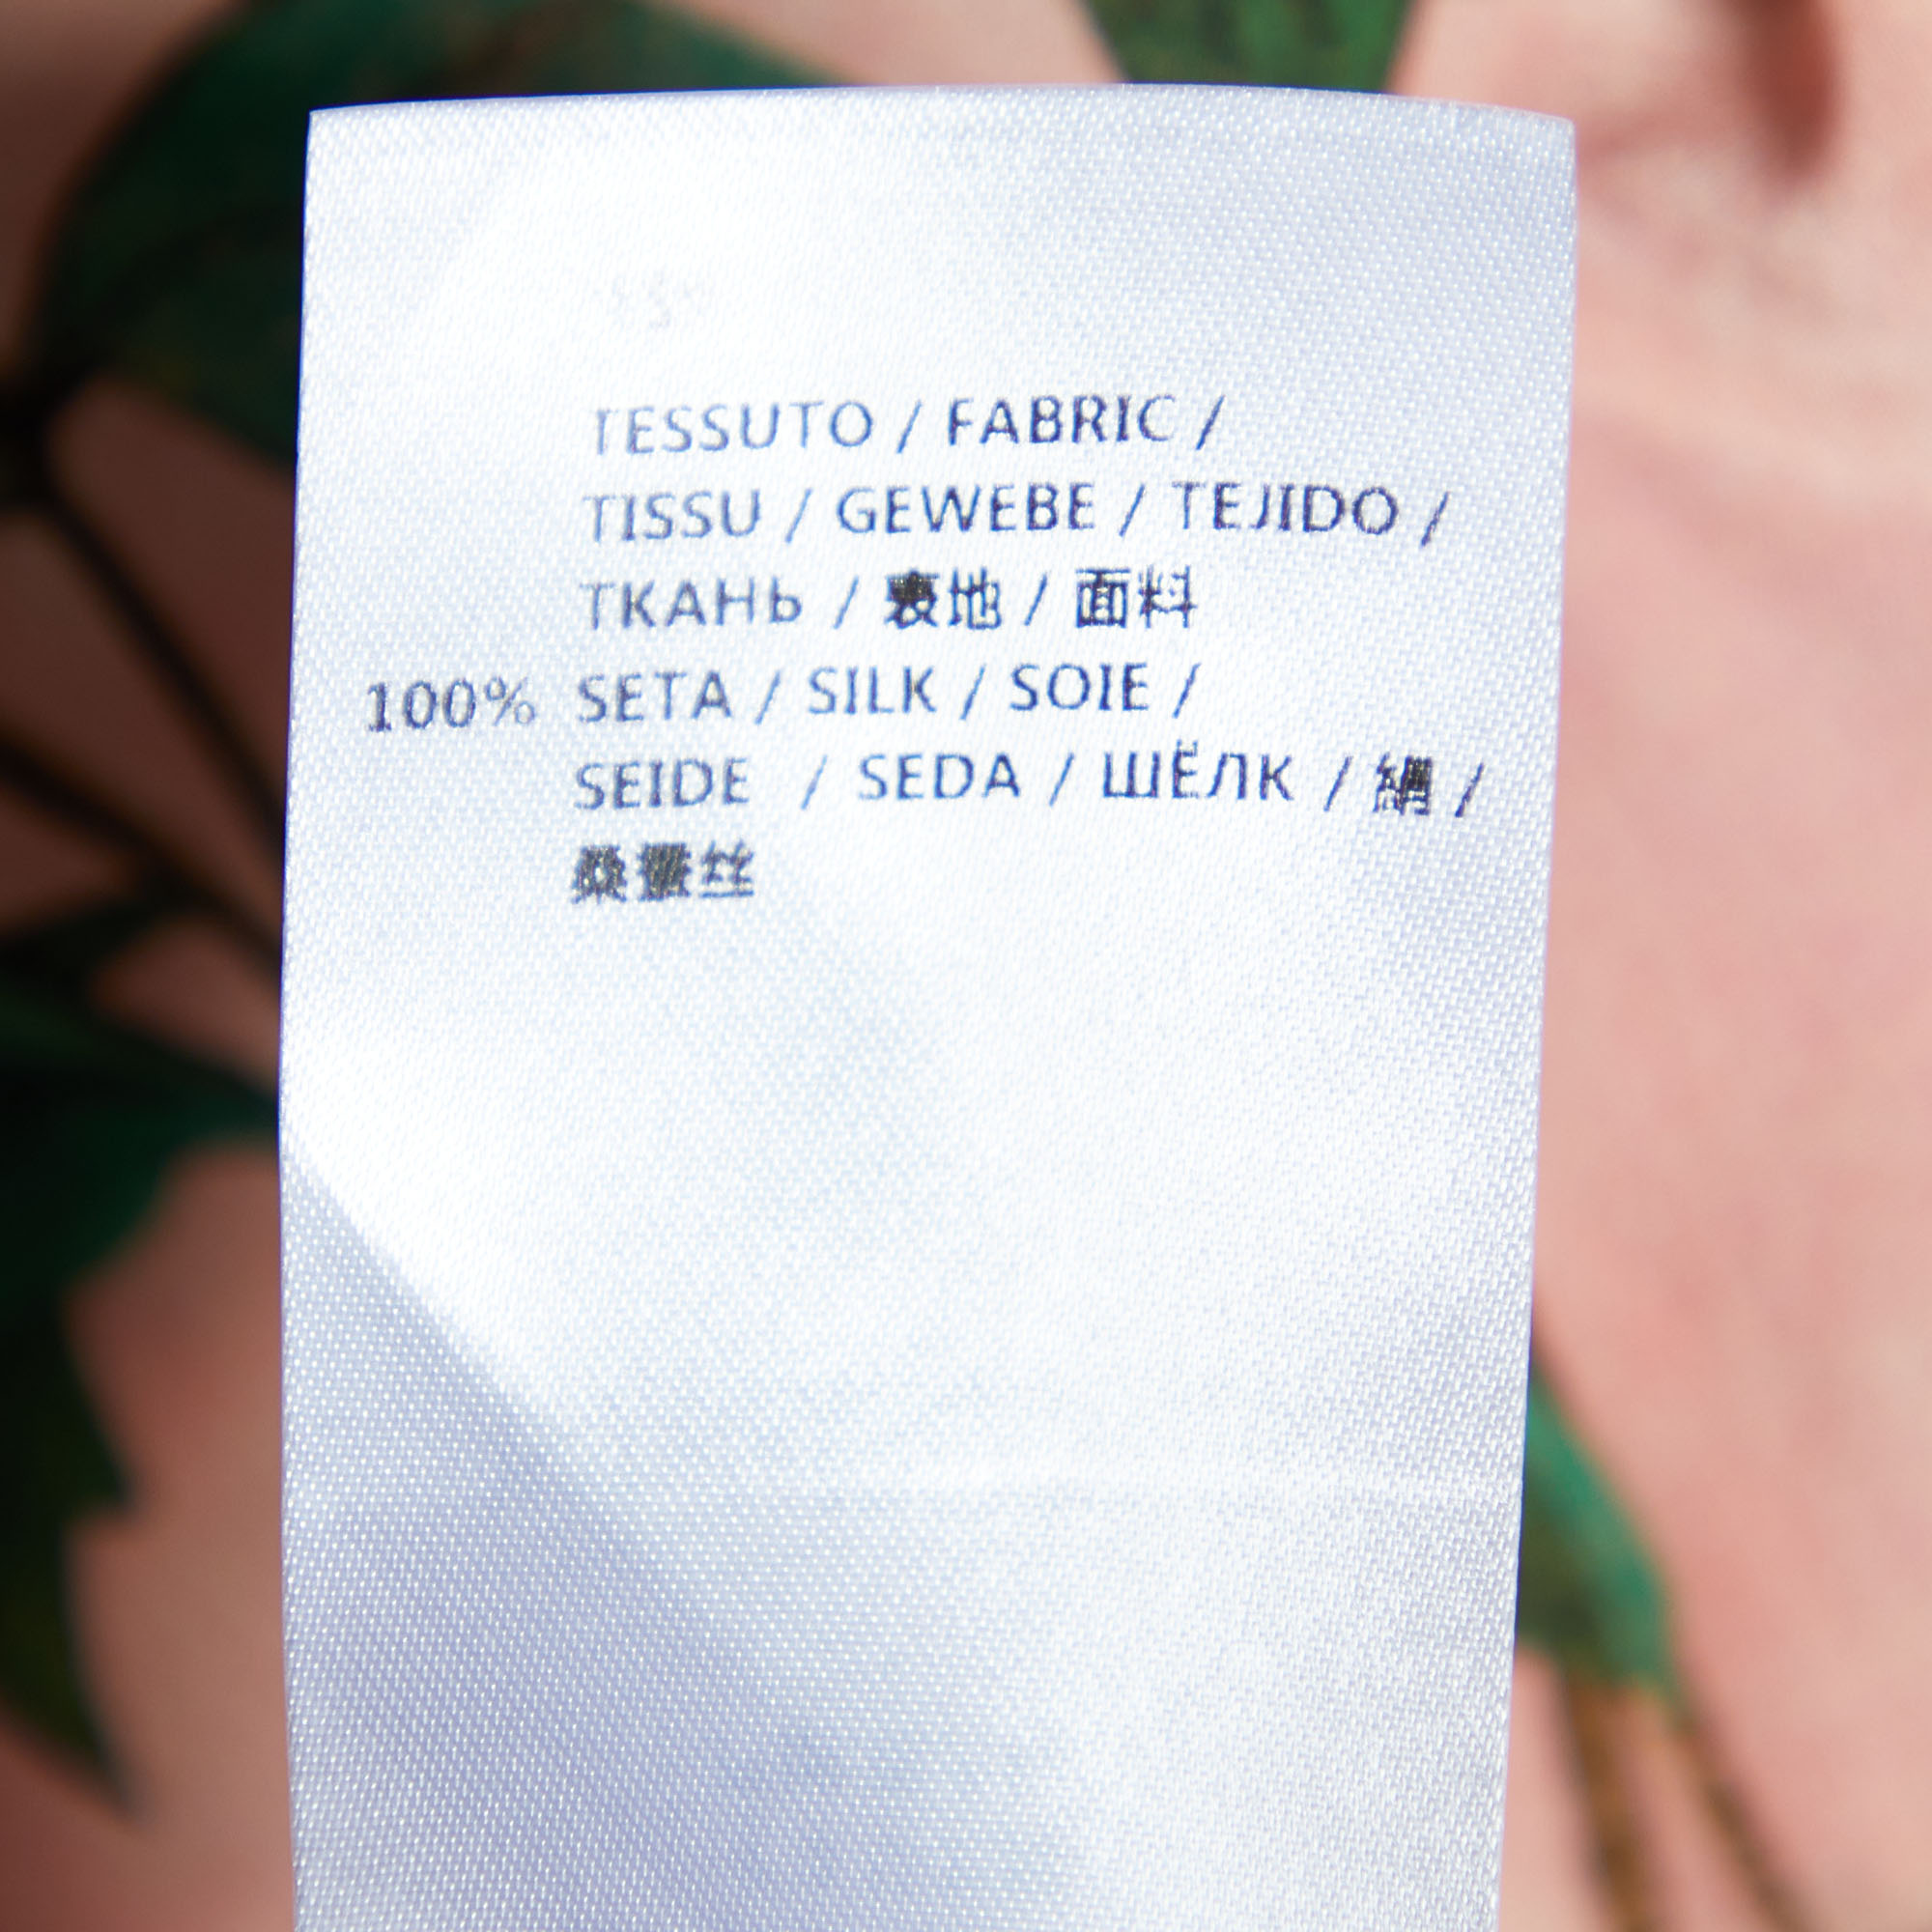 TESSUTO / FABRIC /
TISSU / GEWEBE / TEJIDO /
ТКАНЬ / 表地 / 面料
100% SETA / SILK / SOIE /
SEIDE / SEDA / ШЁЛК / 絹 /
桑蚕丝